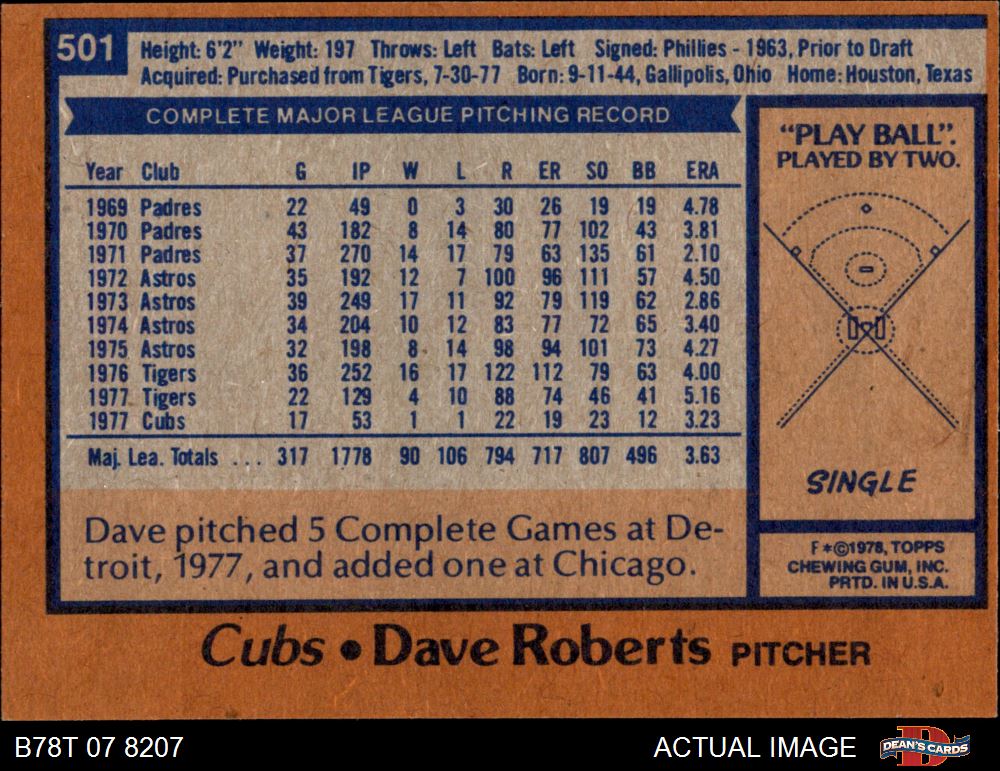 501 Height: 6'2" Weight: 197 Throws: Left Bats: Left Signed: Phillies - 1963, Prior to Draft
Acquired: Purchased from Tigers, 7-30-77 Born: 9-11-44, Gallipolis, Ohio Home: Houston, Texas
COMPLETE MAJOR LEAGUE PITCHING RECORD
Year Club G IP W L R ER SO BB ERA
1969 Padres 22 49 0 3 30 26 19 19 4.78
1970 Padres 43 182 8 14 80 77 102 43 3.81
1971 Padres 37 270 14 17 79 63 135 61 2.10
1972 Astros 35 192 12 7 100 96 111 57 4.50
1973 Astros 39 249 17 11 92 79 119 62 2.86
1974 Astros 34 204 10 12 83 77 72 65 3.40
1975 Astros 32 198 8 14 98 94 101 73 4.27
1976 Tigers 36 252 16 17 122 112 79 63 4.00
1977 Tigers 22 129 4 10 88 74 46 41 5.16
1977 Cubs 17 53 1 1 22 19 23 12 3.23
Maj. Lea. Totals ... 317 1778 90 106 794 717 807 496 3.63
Dave pitched 5 Complete Games at De-
troit, 1977, and added one at Chicago.
"PLAY BALL".
PLAYED BY TWO.
SINGLE
F*©1978, TOPPS
CHEWING GUM, INC.
PRTD. IN U.S.A.
Cubs • Dave Roberts PITCHER
B78T 07 8207 ACTUAL IMAGE
D
DEAN'S CARDS